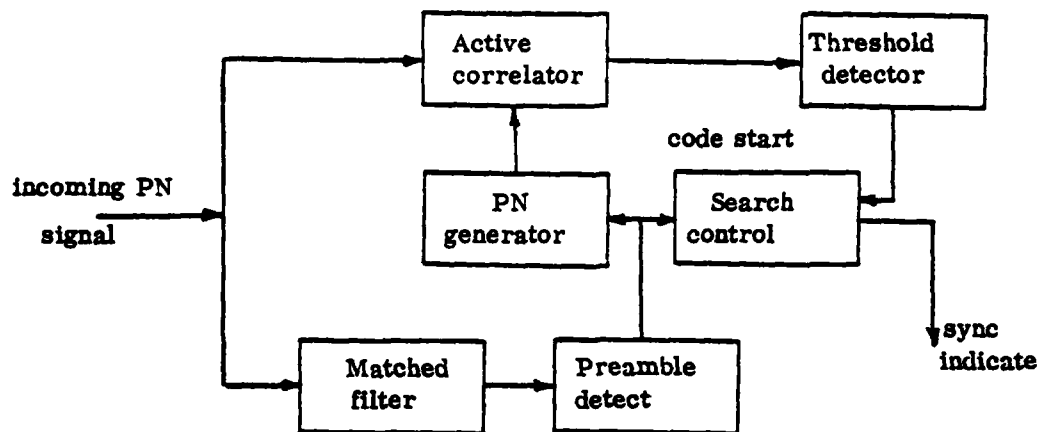 Active
correlator
Threshold
detector
code start
incoming PN
signal
PN
generator
Search
control
sync
indicate
Matched
filter
Preamble
detect